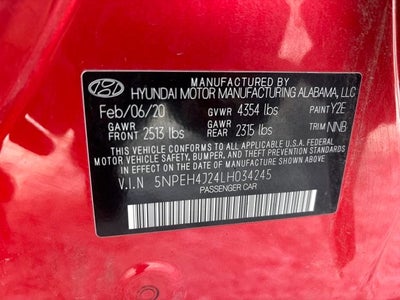 MANUFACTURED BY
HYUNDAI MOTOR MANUFACTURING ALABAMA, LLC
Feb/06/20 GVWR 4354 lbs PAINT Y2E
GAWR FRONT 2513 lbs GAWR REAR 2315 lbs TRIM NNB
THIS VEHICLE CONFORMS TO ALL APPLICABLE U.S.A FEDERAL
MOTOR VEHICLE SAFETY, BUMPER, AND THEFT PREVENTION
STANDARDS IN EFFECT ON THE DATE OF MANUFACTURE SHOWN ABOVE.
V.I.N 5NPEH4J24LH034245
PASSENGER CAR